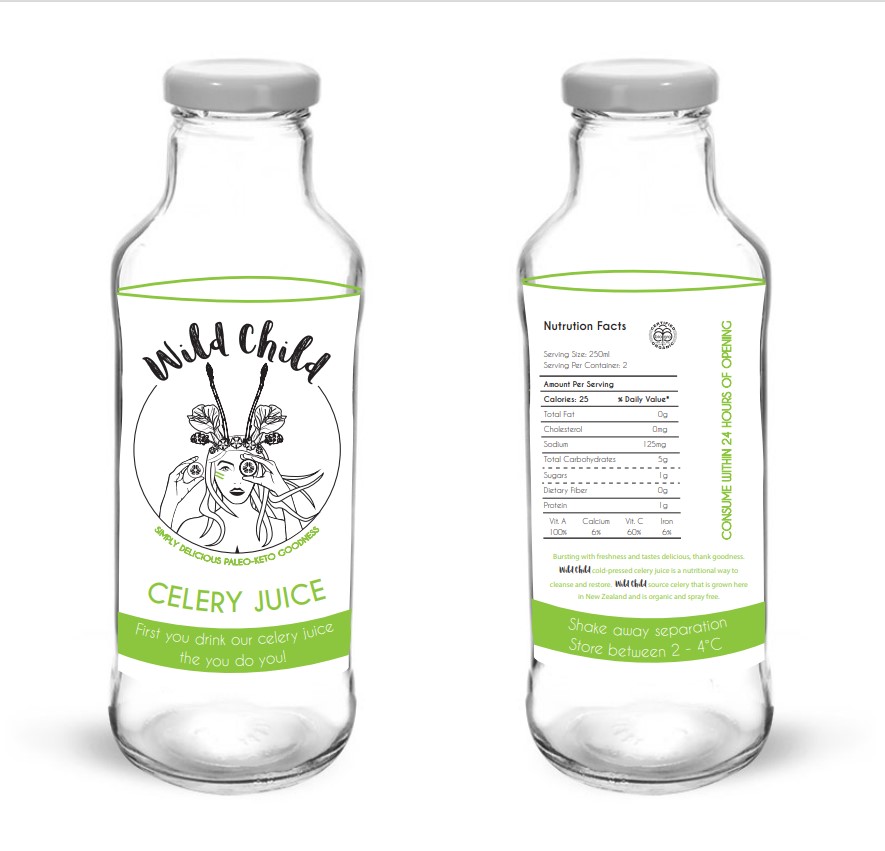 Wild Child
SIMPLY DELICIOUS PALEO-KETO GOODNESS
CELERY JUICE
First you drink our celery juice
the you do you!
Nutrution Facts
CERTIFIED
ORGANIC
Serving Size: 250ml
Serving Per Container: 2
Amount Per Serving
Calories: 25 % Daily Value*
Total Fat 0g
Cholesterol 0mg
Sodium 125mg
Total Carbohydrates 5g
Sugars 1g
Dietary Fiber 0g
Protein 1g
Vit. A Calcium Vit. C Iron
100% 6% 60% 6%
CONSUME WITHIN 24 HOURS OF OPENING
Bursting with freshness and tastes delicious, thank goodness.
Wild Child cold-pressed celery juice is a nutritional way to
cleanse and restore. Wild Child source celery that is grown here
in New Zealand and is organic and spray free.
Shake away separation
Store between 2 - 4°C